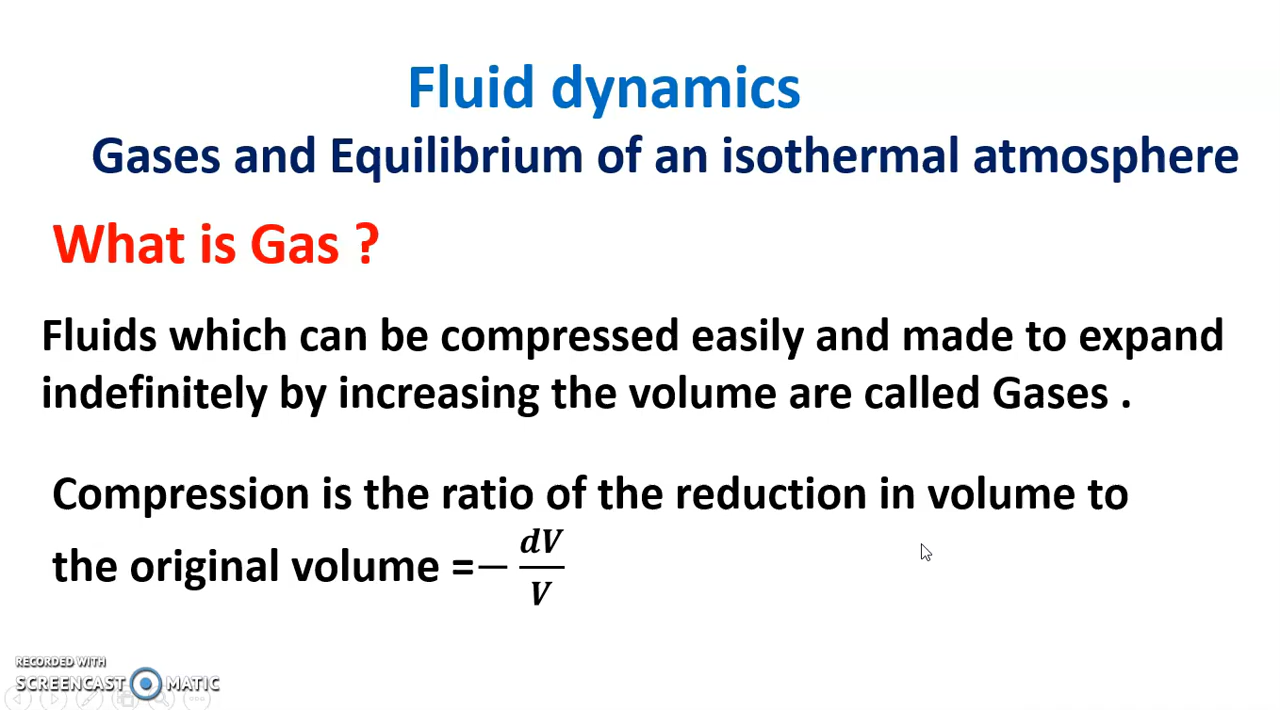 Fluid dynamics
Gases and Equilibrium of an isothermal atmosphere
What is Gas ?
Fluids which can be compressed easily and made to expand
indefinitely by increasing the volume are called Gases .
Compression is the ratio of the reduction in volume to
the original volume =− dV/V
RECORDED WITH
SCREENCAST MATIC